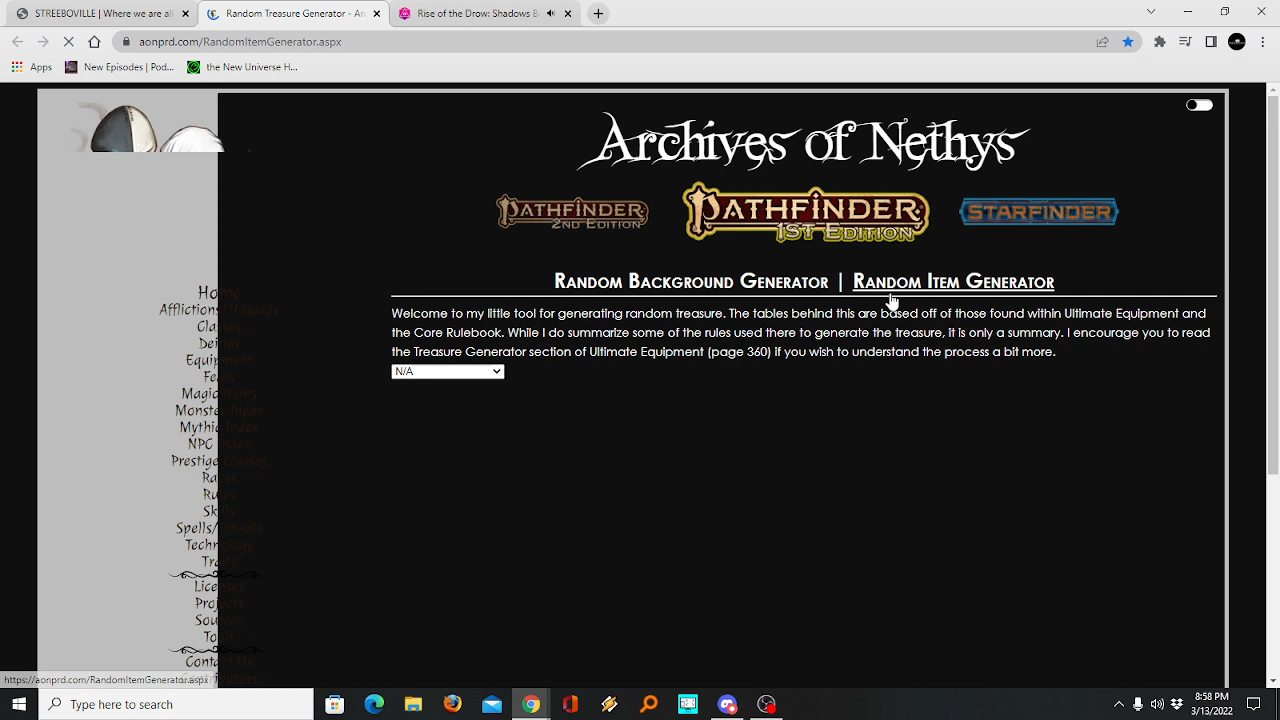 STREEBOVILLE | Where we are all
Random Treasure Generator - Arc
Rise of the Drow: Shadows B
aonprd.com/RandomItemGenerator.aspx
Apps
New Episodes | Pod...
the New Universe H...
Archives of Nethys
PATHFINDER
2ND EDITION
PATHFINDER
1ST EDITION
STARFINDER
Random Background Generator | Random Item Generator
Welcome to my little tool for generating random treasure. The tables behind this are based off of those found within Ultimate Equipment and
the Core Rulebook. While I do summarize some of the rules used there to generate the treasure, it is only a summary. I encourage you to read
the Treasure Generator section of Ultimate Equipment (page 360) if you wish to understand the process a bit more.
N/A
Home
Afflictions/Hazards
Classes
Deities
Equipment
Feats
Magic Items
Monster Index
Mythic Index
NPC Index
Prestige Classes
Races
Rules
Skills
Spells/Rituals
Technology
Traits
Licenses
Projects
Sources
Tools
Contact Us
Contributors
https://aonprd.com/RandomItemGenerator.aspx
Type here to search
8:58 PM
3/13/2022